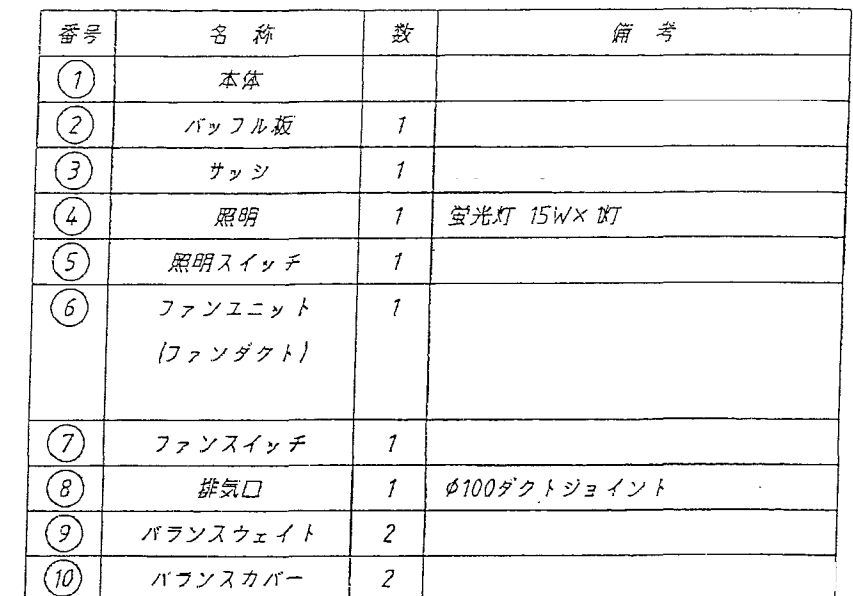 番号 名 称 数 備 考
① 本体
② バッフル板 1
③ サッシ 1
④ 照明 1 蛍光灯 15W×1灯
⑤ 照明スイッチ 1
⑥ ファンユニット 1
(ファンダクト)
⑦ ファンスイッチ 1
⑧ 排気口 1 φ100ダクトジョイント
⑨ バランスウェイト 2
⑩ バランスカバー 2